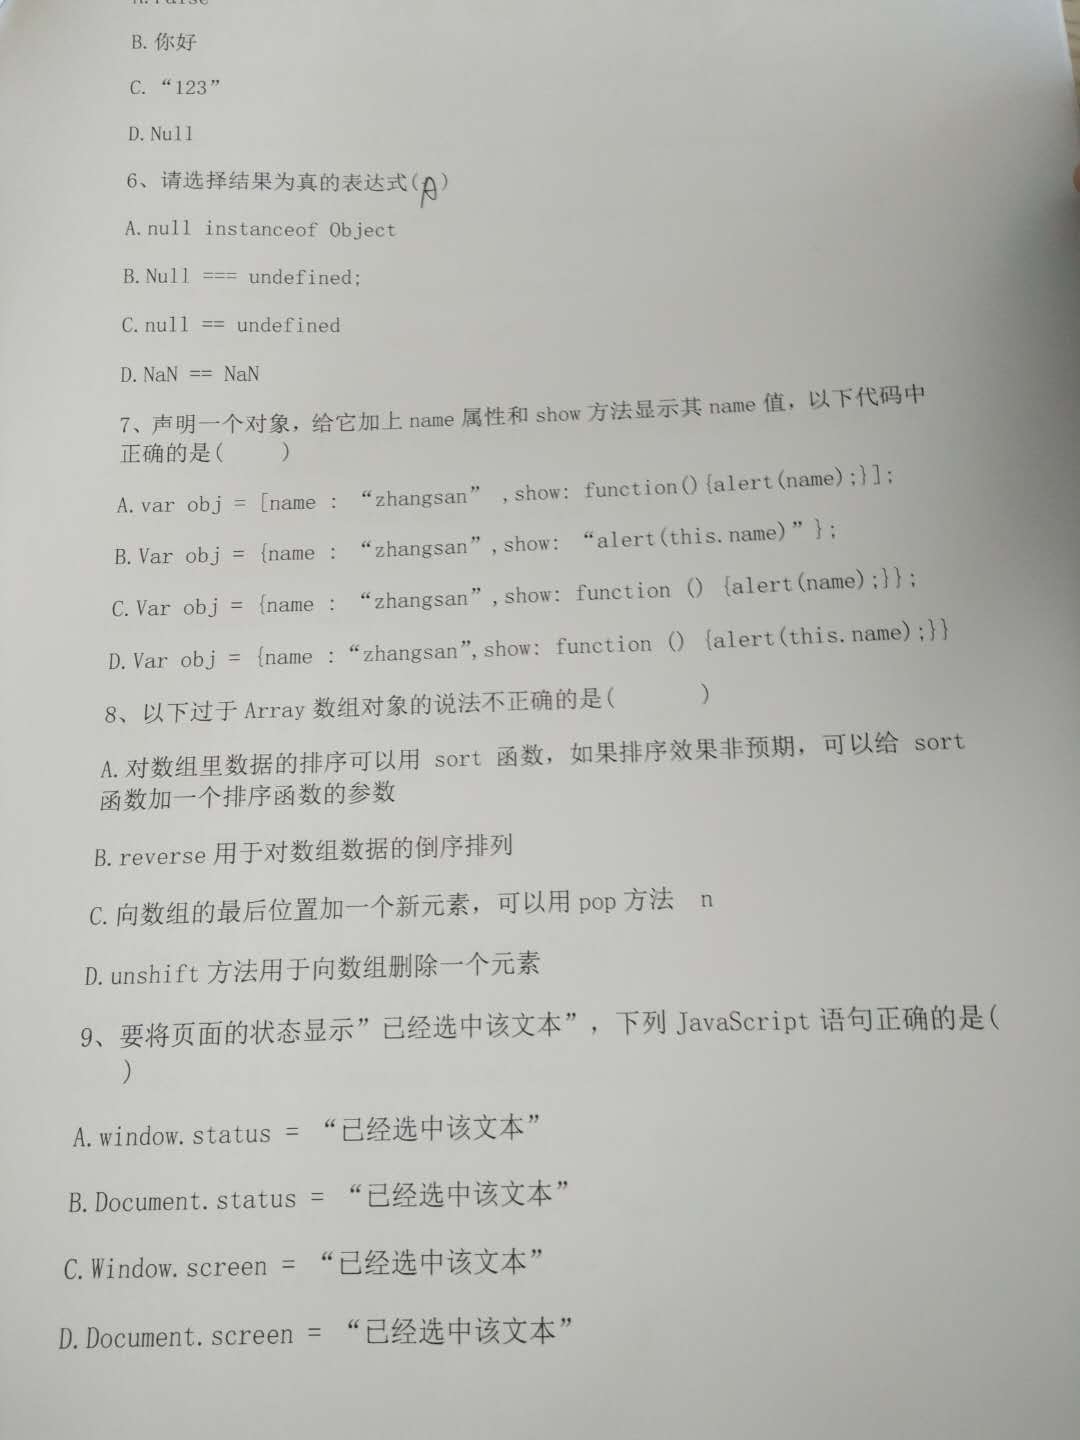 A.False
B.你好
C.“123”
D.Null
6、请选择结果为真的表达式(A)
A.null instanceof Object
B.Null === undefined;
C.null == undefined
D.NaN == NaN
7、声明一个对象，给它加上 name 属性和 show 方法显示其 name 值，以下代码中
正确的是( )
A.var obj = [name : “zhangsan” ,show: function(){alert(name);}];
B.Var obj = {name : “zhangsan”,show: “alert(this.name)”};
C.Var obj = {name : “zhangsan”,show: function () {alert(name);}};
D.Var obj = {name :“zhangsan”,show: function () {alert(this.name);}}
8、以下过于 Array 数组对象的说法不正确的是( )
A.对数组里数据的排序可以用 sort 函数，如果排序效果非预期，可以给 sort
函数加一个排序函数的参数
B.reverse 用于对数组数据的倒序排列
C.向数组的最后位置加一个新元素，可以用 pop 方法 n
D.unshift 方法用于向数组删除一个元素
9、要将页面的状态显示”已经选中该文本”，下列 JavaScript 语句正确的是(
)
A.window.status = “已经选中该文本”
B.Document.status = “已经选中该文本”
C.Window.screen = “已经选中该文本”
D.Document.screen = “已经选中该文本”